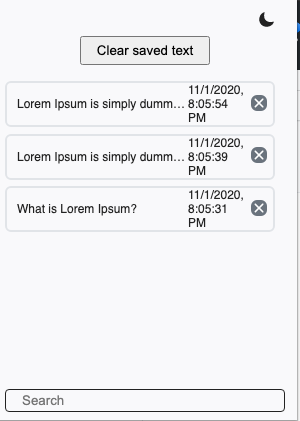 Clear saved text
Lorem Ipsum is simply dumm...
11/1/2020,
8:05:54
PM
Lorem Ipsum is simply dumm...
11/1/2020,
8:05:39
PM
What is Lorem Ipsum?
11/1/2020,
8:05:31
PM
Search